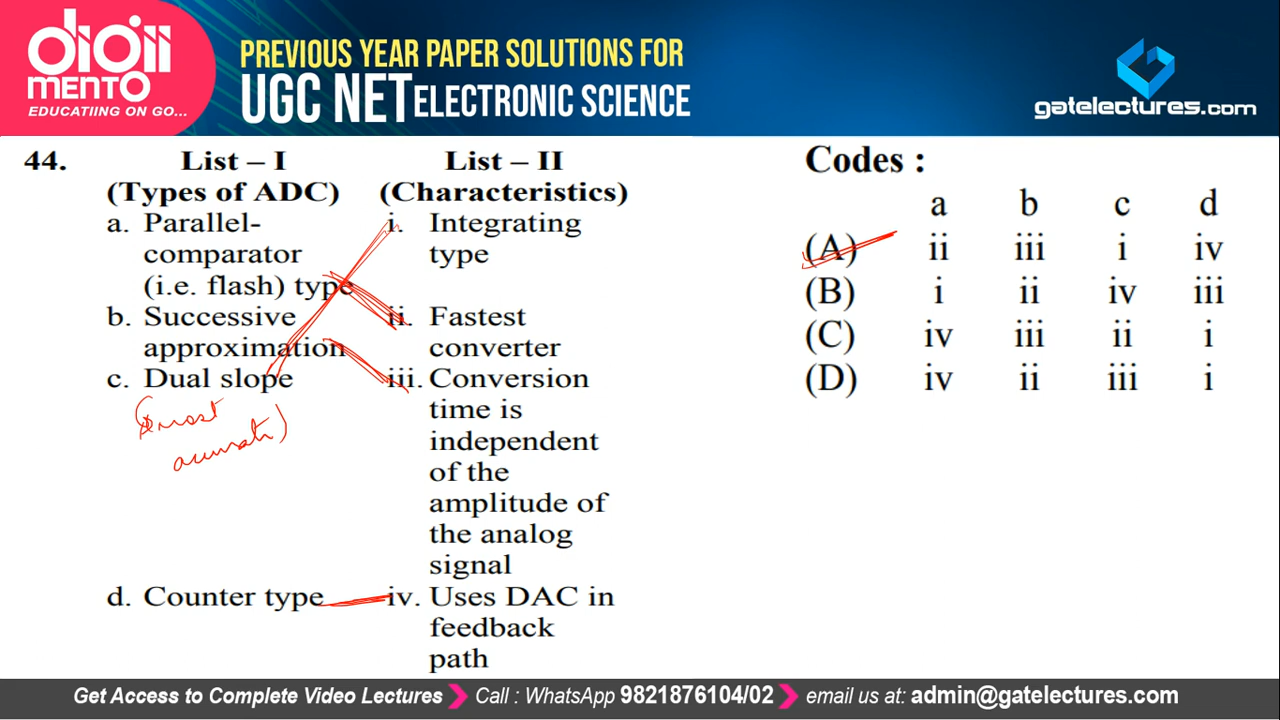 dioii
MENTO
EDUCATIING ON GO...
PREVIOUS YEAR PAPER SOLUTIONS FOR
UGC NET ELECTRONIC SCIENCE
gatelectures.com
44. List – I List – II
(Types of ADC) (Characteristics)
a. Parallel- i. Integrating
comparator type
(i.e. flash) type
b. Successive ii. Fastest
approximation converter
c. Dual slope iii. Conversion
time is
independent
of the
amplitude of
the analog
signal
d. Counter type iv. Uses DAC in
feedback
path
(most
Codes :
a b c d
(A) ii iii i iv
(B) i ii iv iii
(C) iv iii ii i
(D) iv ii iii i
Get Access to Complete Video Lectures Call : WhatsApp 9821876104/02 email us at: admin@gatelectures.com